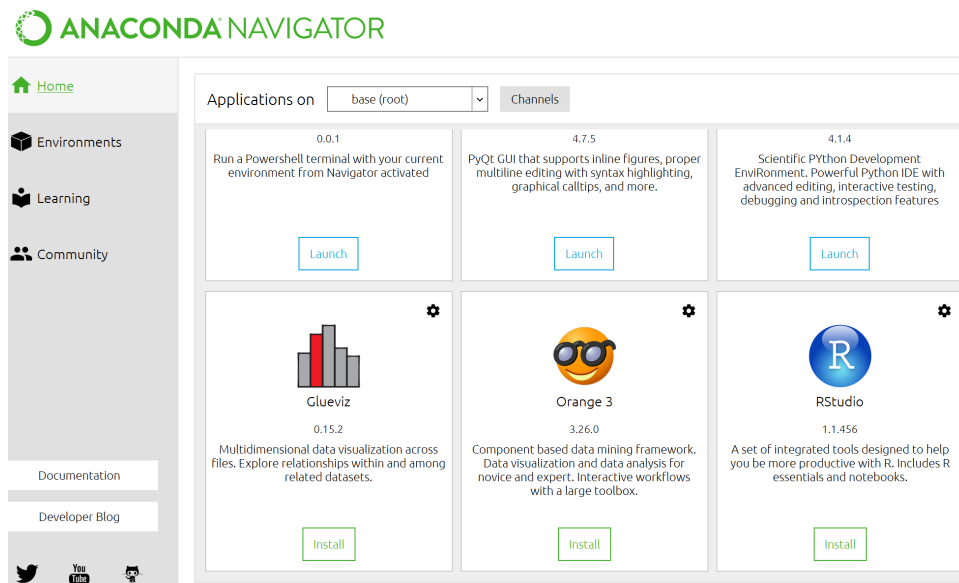 ANACONDA NAVIGATOR
Home
Environments
Learning
Community
Documentation
Developer Blog
You
Tube
Applications on
base (root)
Channels
0.0.1
Run a Powershell terminal with your current
environment from Navigator activated
Launch
4.7.5
PyQt GUI that supports inline figures, proper
multiline editing with syntax highlighting,
graphical calltips, and more.
Launch
4.1.4
Scientific PYthon Development
EnviRonment. Powerful Python IDE with
advanced editing, interactive testing,
debugging and introspection features
Launch
Glueviz
0.15.2
Multidimensional data visualization across
files. Explore relationships within and among
related datasets.
Install
Orange 3
3.26.0
Component based data mining framework.
Data visualization and data analysis for
novice and expert. Interactive workflows
with a large toolbox.
Install
R
RStudio
1.1.456
A set of integrated tools designed to help
you be more productive with R. Includes R
essentials and notebooks.
Install